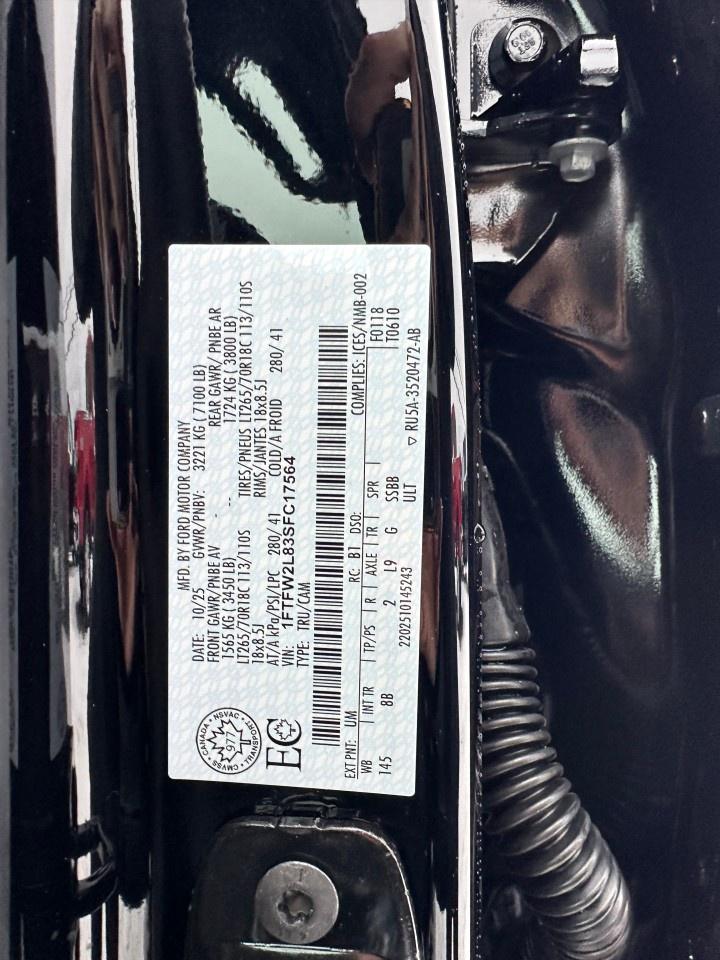 MFD. BY FORD MOTOR COMPANY
DATE: 10/25 GVWR/PNBV: 3221 KG ( 7100 LB)
FRONT GAWR/PNBE AV REAR GAWR/ PNBE AR
1565 KG ( 3450 LB) - -- 1724 KG ( 3800 LB)
LT265/70R18C 113/110S TIRES/PNEUS LT265/70R18C 113/110S
18x8.5J RIMS/JANTES 18x8.5J
AT/A kPa/PSI/LPC 280/ 41 COLD/A FROID 280/ 41
VIN: 1FTFW2L83SFC17564
TYPE: TRU/CAM
CMVSS • CANADA • NSVAC • TRANSPORT •
977
EC
EXT PNT: UM RC: B1 DSO: COMPLIES: ICES/NMB-002
WB INT TR TP/PS R AXLE TR SPR F0118
145 8B 2 L9 G SSBB T0610
2202510145243 ULT ▽ RU5A-3520472-AB